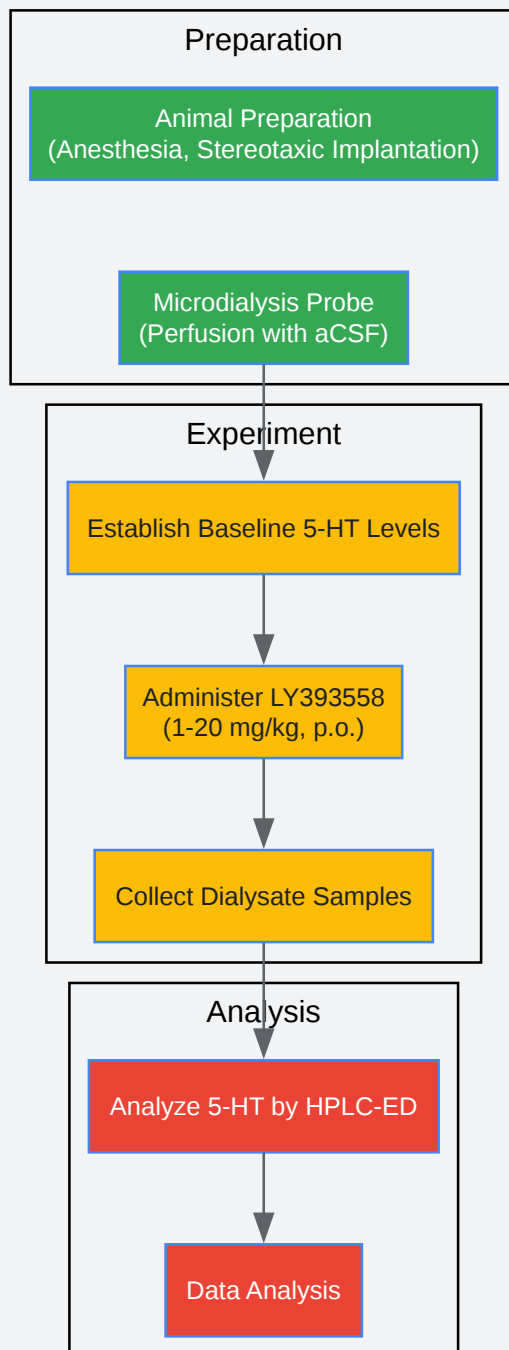 Preparation
Animal Preparation
(Anesthesia, Stereotaxic Implantation)
Microdialysis Probe
(Perfusion with aCSF)
Experiment
Establish Baseline 5-HT Levels
Administer LY393558
(1-20 mg/kg, p.o.)
Collect Dialysate Samples
Analysis
Analyze 5-HT by HPLC-ED
Data Analysis